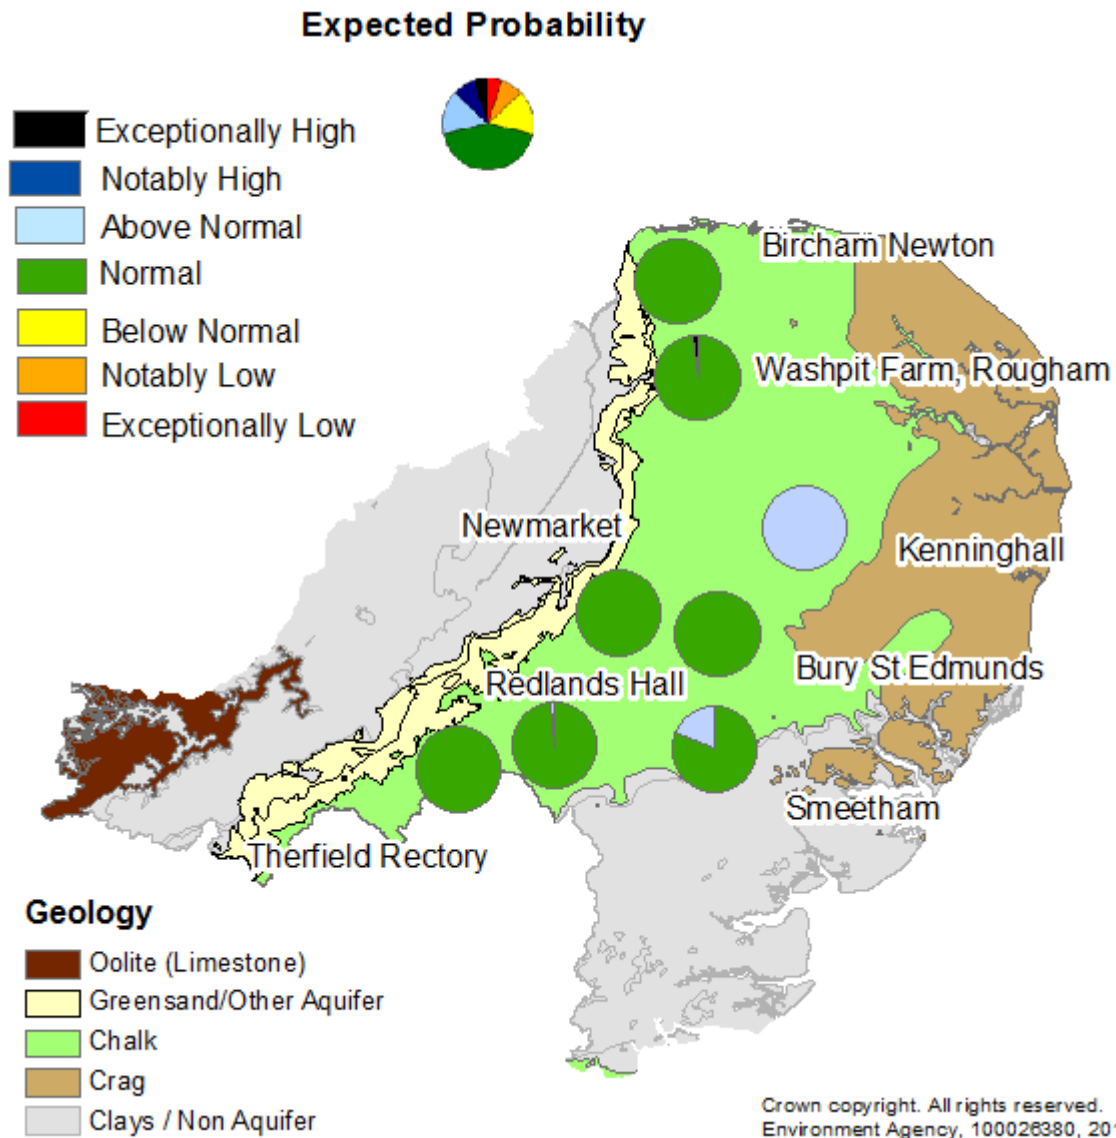 Expected Probability
Exceptionally High
Notably High
Above Normal
Normal
Below Normal
Notably Low
Exceptionally Low
Bircham Newton
Washpit Farm, Rougham
Newmarket
Kenninghall
Bury St Edmunds
Redlands Hall
Smeetham
Therfield Rectory
Geology
Oolite (Limestone)
Greensand/Other Aquifer
Chalk
Crag
Clays / Non Aquifer
Crown copyright. All rights reserved.
Environment Agency, 100026380,